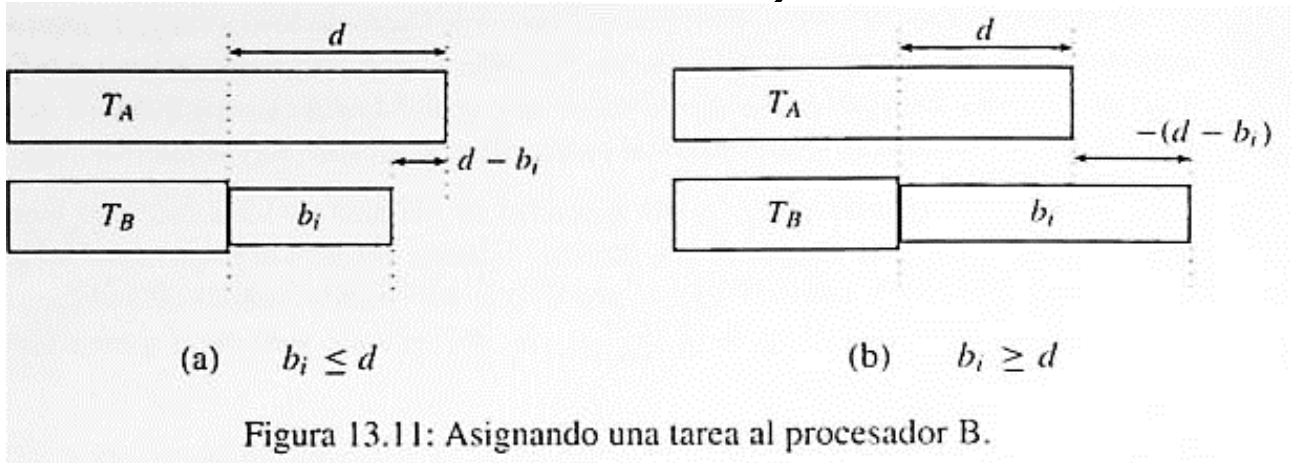 d d
T_A T_A
d − b_i −(d − b_i)
T_B b_i T_B b_i
(a) b_i ≤ d (b) b_i ≥ d
Figura 13.11: Asignando una tarea al procesador B.